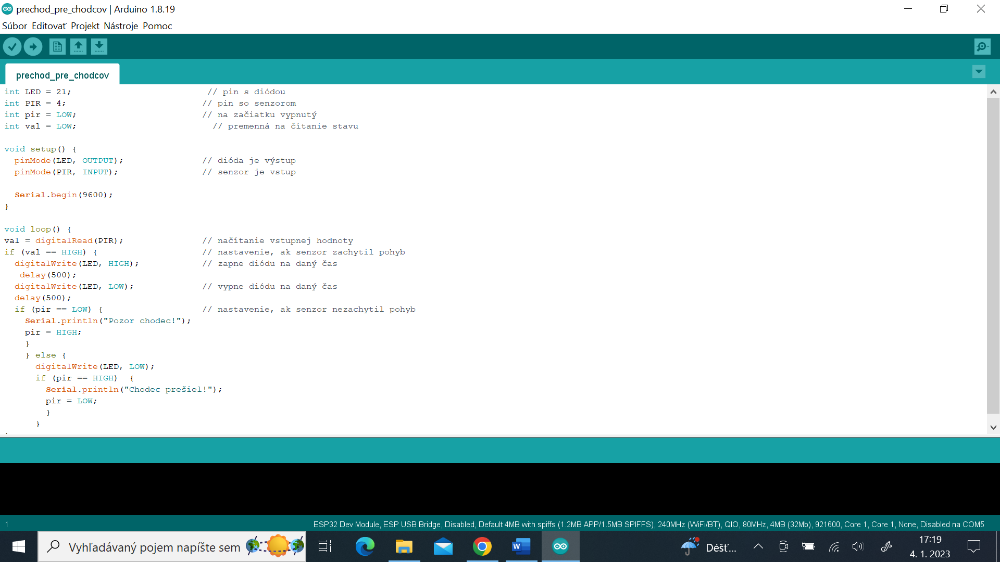 prechod_pre_chodcov | Arduino 1.8.19
Súbor Editovať Projekt Nástroje Pomoc
prechod_pre_chodcov
int LED = 21; // pin s diódou
int PIR = 4; // pin so senzorom
int pir = LOW; // na začiatku vypnutý
int val = LOW; // premenná na čítanie stavu
void setup() {
pinMode(LED, OUTPUT); // dióda je výstup
pinMode(PIR, INPUT); // senzor je vstup
Serial.begin(9600);
}
void loop() {
val = digitalRead(PIR); // načítanie vstupnej hodnoty
if (val == HIGH) { // nastavenie, ak senzor zachytil pohyb
digitalWrite(LED, HIGH); // zapne diódu na daný čas
delay(500);
digitalWrite(LED, LOW); // vypne diódu na daný čas
delay(500);
if (pir == LOW) { // nastavenie, ak senzor nezachytil pohyb
Serial.println("Pozor chodec!");
pir = HIGH;
}
} else {
digitalWrite(LED, LOW);
if (pir == HIGH) {
Serial.println("Chodec prešiel!");
pir = LOW;
}
}
1
ESP32 Dev Module, ESP USB Bridge, Disabled, Default 4MB with spiffs (1.2MB APP/1.5MB SPIFFS), 240MHz (WiFi/BT), QIO, 80MHz, 4MB (32Mb), 921600, Core 1, Core 1, None, Disabled na COM5
Vyhľadávaný pojem napíšte sem
W
Déšť...
17:19
4. 1. 2023